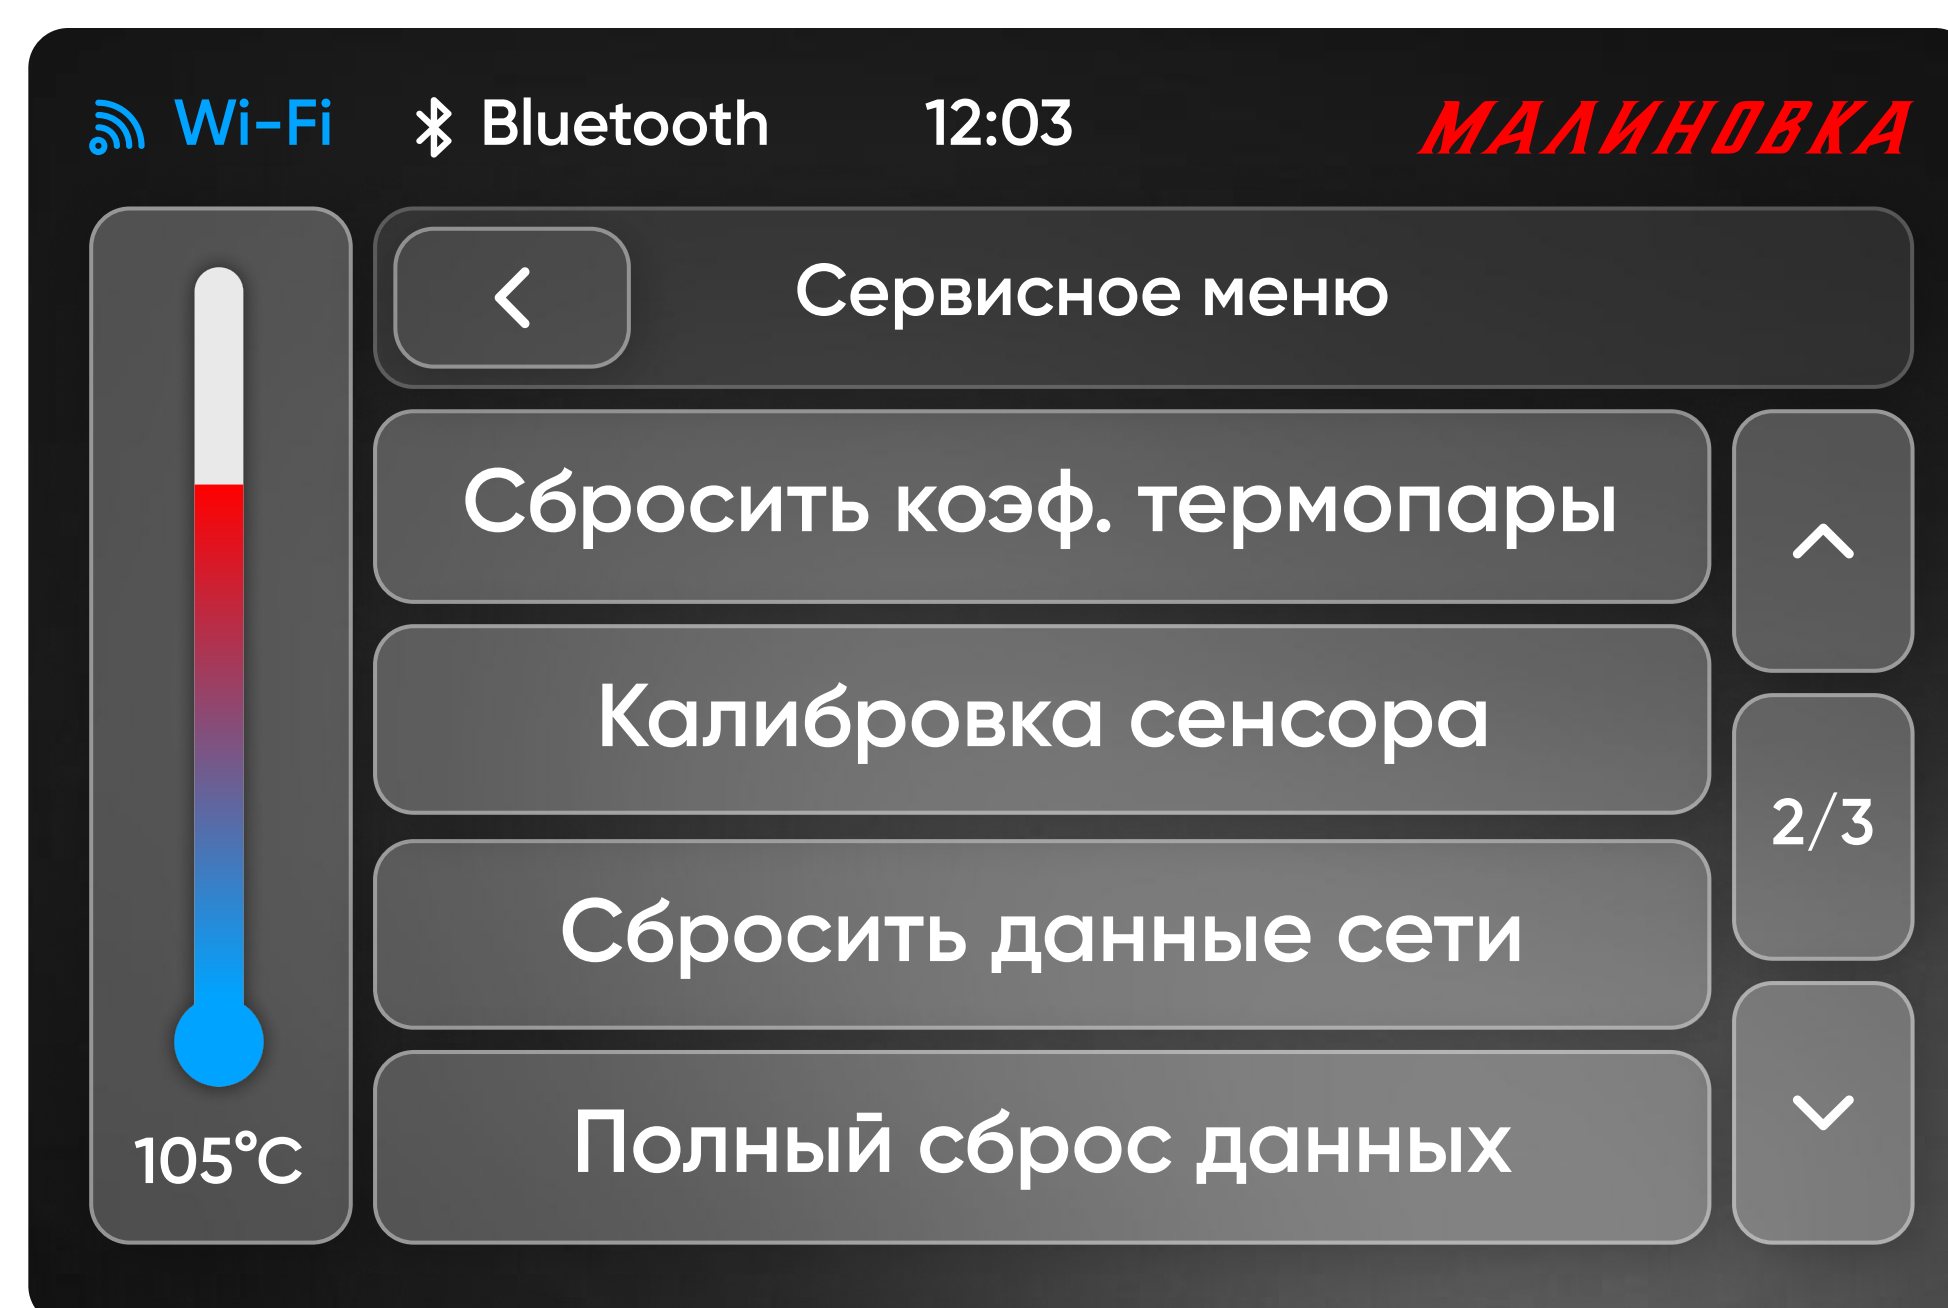 Wi-Fi Bluetooth 12:03 МАЛИНОВКА
Сервисное меню
Сбросить коэф. термопары
Калибровка сенсора
2/3
Сбросить данные сети
Полный сброс данных
105°C